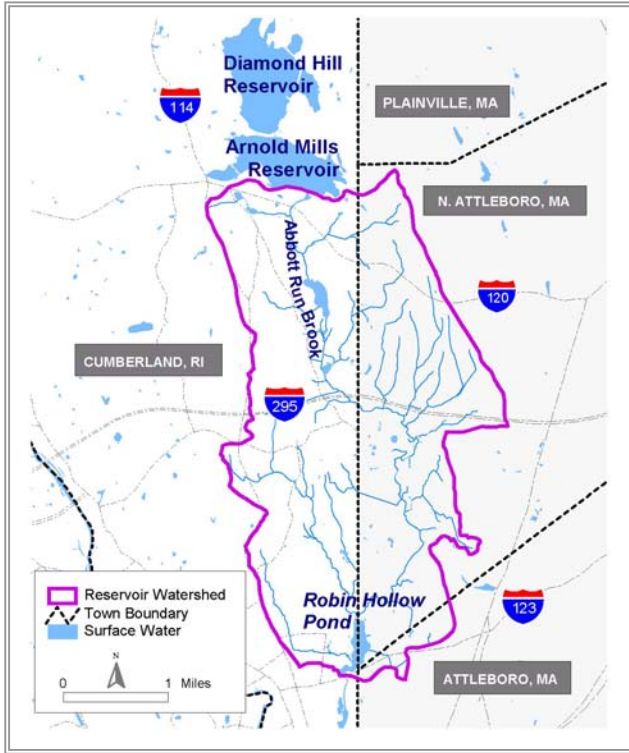 Diamond Hill
Reservoir
114
PLAINVILLE, MA
Arnold Mills
Reservoir
N. ATTLEBORO, MA
Abbott Run Brook
120
CUMBERLAND, RI
295
Robin Hollow
Pond
123
ATTLEBORO, MA
Reservoir Watershed
Town Boundary
Surface Water
N
0 1 Miles